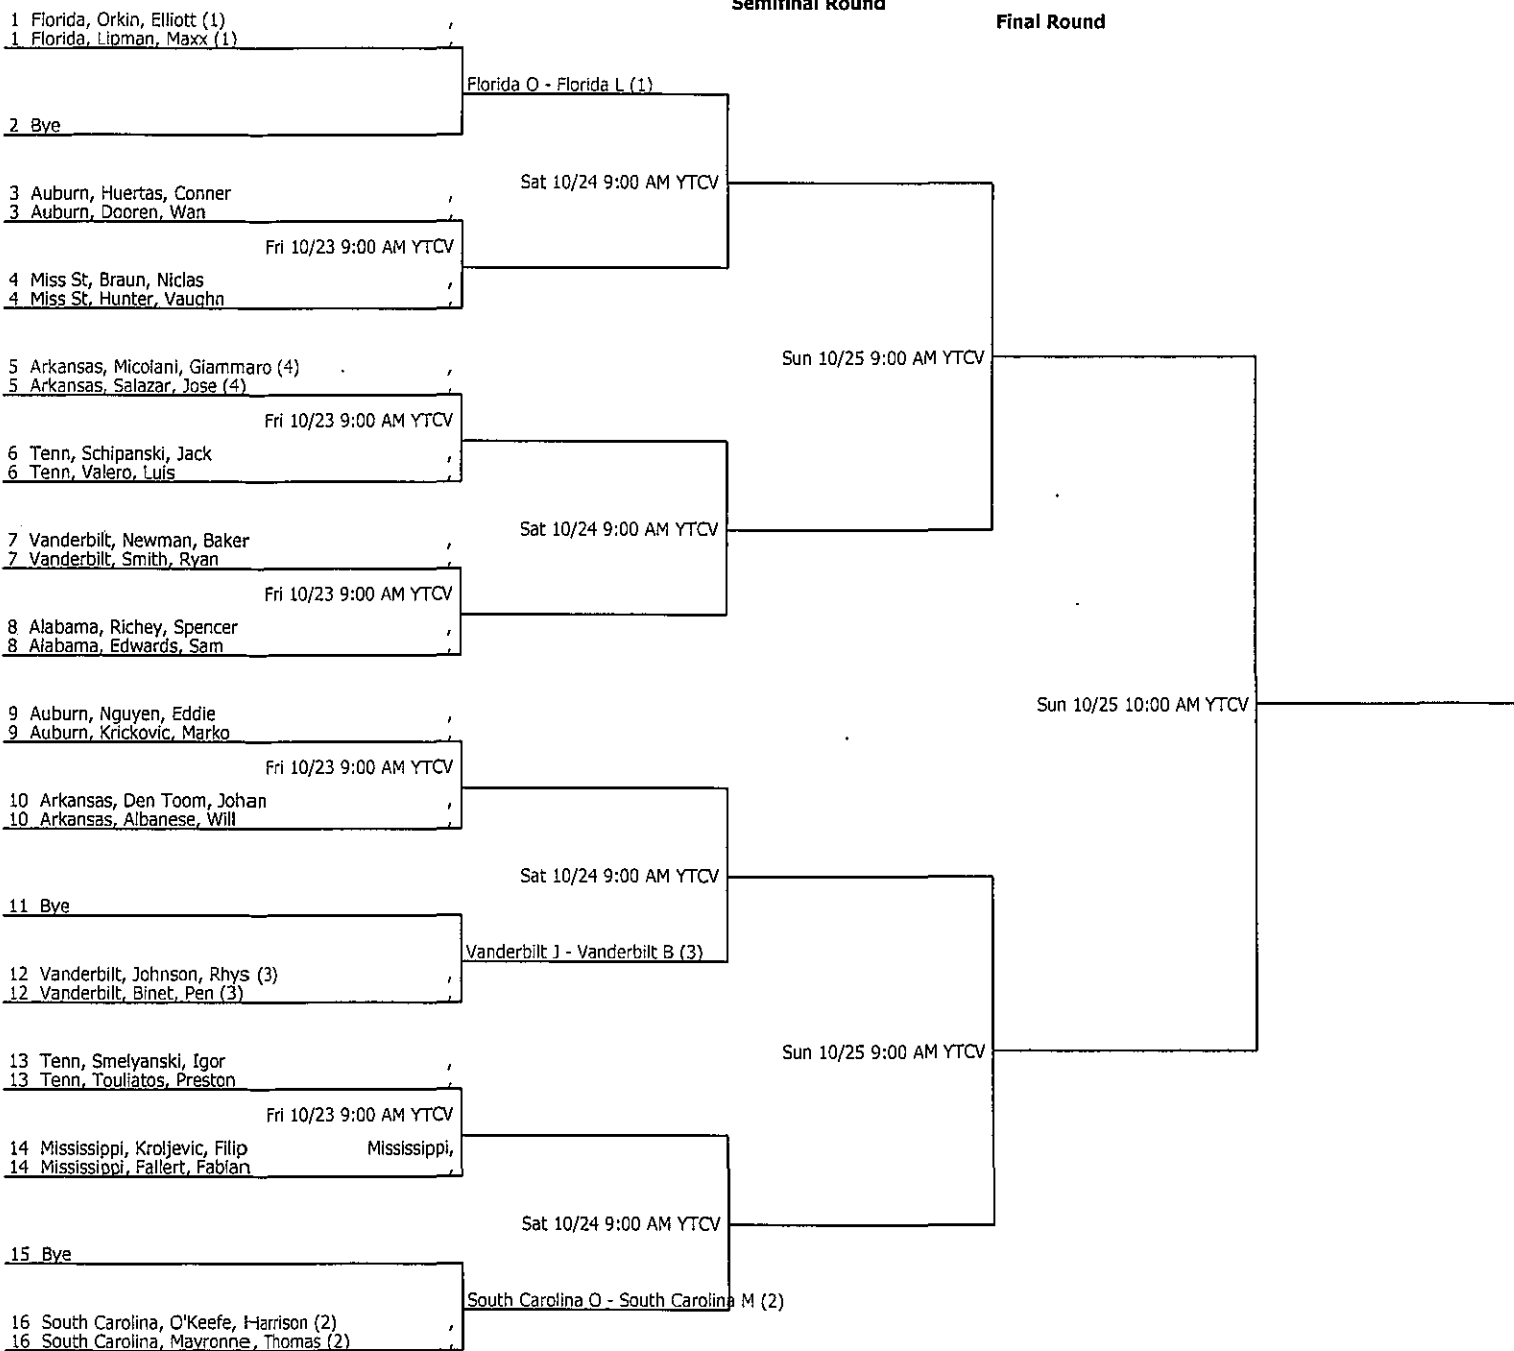 Semifinal Round
Final Round
1 Florida, Orkin, Elliott (1)
1 Florida, Lipman, Maxx (1)
Florida O - Florida L (1)
2 Bye
Sat 10/24 9:00 AM YTCV
3 Auburn, Huertas, Conner
3 Auburn, Dooren, Wan
Fri 10/23 9:00 AM YTCV
4 Miss St, Braun, Niclas
4 Miss St, Hunter, Vaughn
Sun 10/25 9:00 AM YTCV
5 Arkansas, Micolani, Giammaro (4)
5 Arkansas, Salazar, Jose (4)
Fri 10/23 9:00 AM YTCV
6 Tenn, Schipanski, Jack
6 Tenn, Valero, Luis
Sat 10/24 9:00 AM YTCV
7 Vanderbilt, Newman, Baker
7 Vanderbilt, Smith, Ryan
Fri 10/23 9:00 AM YTCV
8 Alabama, Richey, Spencer
8 Alabama, Edwards, Sam
Sun 10/25 10:00 AM YTCV
9 Auburn, Nguyen, Eddie
9 Auburn, Krickovic, Marko
Fri 10/23 9:00 AM YTCV
10 Arkansas, Den Toom, Johan
10 Arkansas, Albanese, Will
Sat 10/24 9:00 AM YTCV
11 Bye
Vanderbilt J - Vanderbilt B (3)
12 Vanderbilt, Johnson, Rhys (3)
12 Vanderbilt, Binet, Pen (3)
Sun 10/25 9:00 AM YTCV
13 Tenn, Smelyanski, Igor
13 Tenn, Touliatos, Preston
Fri 10/23 9:00 AM YTCV
14 Mississippi, Kroljevic, Filip Mississippi,
14 Mississippi, Fallert, Fabian
Sat 10/24 9:00 AM YTCV
15 Bye
South Carolina O - South Carolina M (2)
16 South Carolina, O'Keefe, Harrison (2)
16 South Carolina, Mayronne, Thomas (2)